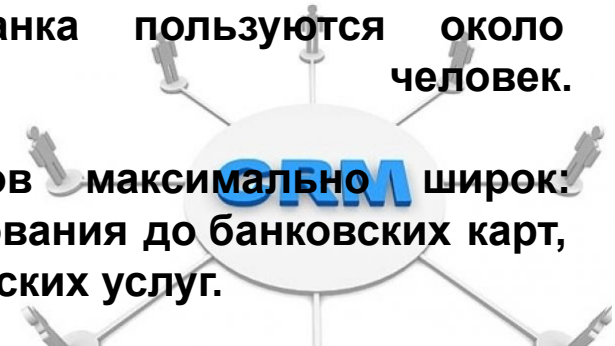 анка пользуются около
человек.
ов максимально широк:
ования до банковских карт,
ских услуг.
CRM